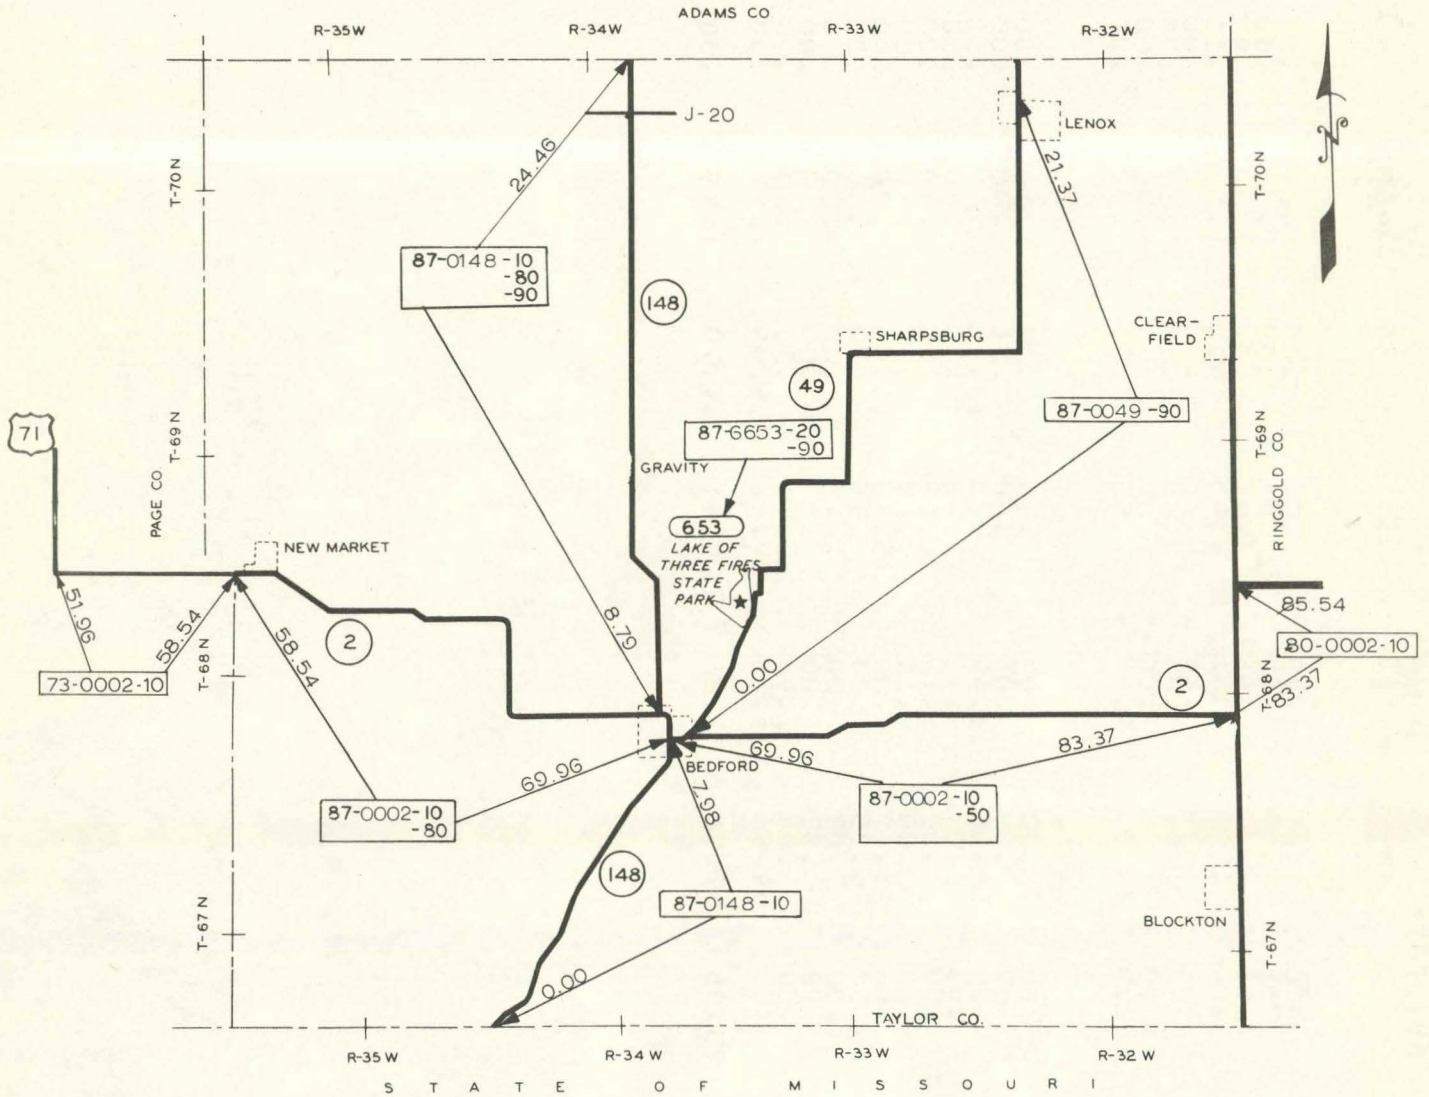 ADAMS CO
R-35W
R-34W
R-33W
R-32W
J-20
LENOX
N
T-70N
T-70N
24.46
21.37
87-0148-10
-80
-90
148
SHARPSBURG
CLEAR-
FIELD
49
87-0049-90
71
87-6653-20
-90
T-69N
T-69N
GRAVITY
PAGE CO.
RINGGOLD CO.
653
LAKE OF
THREE FIRES
STATE
PARK
NEW MARKET
51.96
58.54
58.54
2
8.79
0.00
85.54
80-0002-10
73-0002-10
T-68N
T-68N
83.37
2
69.96
BEDFORD
69.96
83.37
7.98
87-0002-10
-80
87-0002-10
-50
148
87-0148-10
BLOCKTON
T-67N
T-67N
0.00
TAYLOR CO.
R-35W
R-34W
R-33W
R-32W
STATE OF MISSOURI